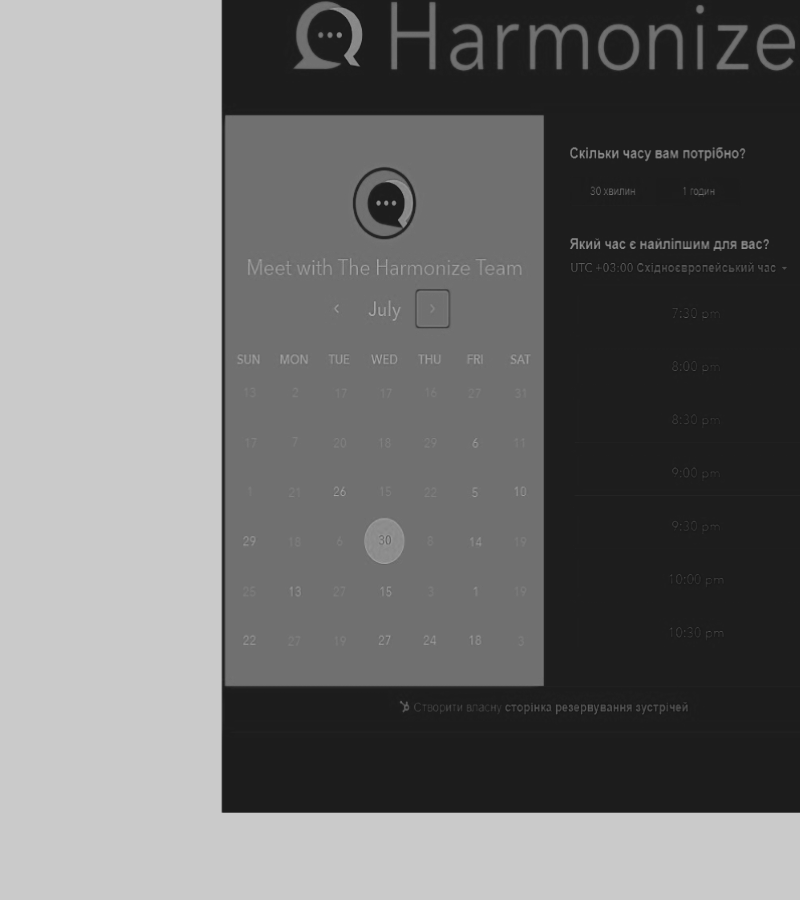 Harmonize
Meet with The Harmonize Team
July
SUN MON TUE WED THU FRI SAT
13 2 17 17 16 27 31
17 7 20 18 29 6 11
1 21 26 15 22 5 10
29 18 6 30 8 14 19
25 13 27 15 3 1 19
22 27 19 27 24 18 3
Скільки часу вам потрібно?
30 хвилин 1 годин
Який час є найліпшим для вас?
UTC +03:00 Східноєвропейський час
7:30 pm
8:00 pm
8:30 pm
9:00 pm
9:30 pm
10:00 pm
10:30 pm
Створити власну сторінка резервування зустрічей